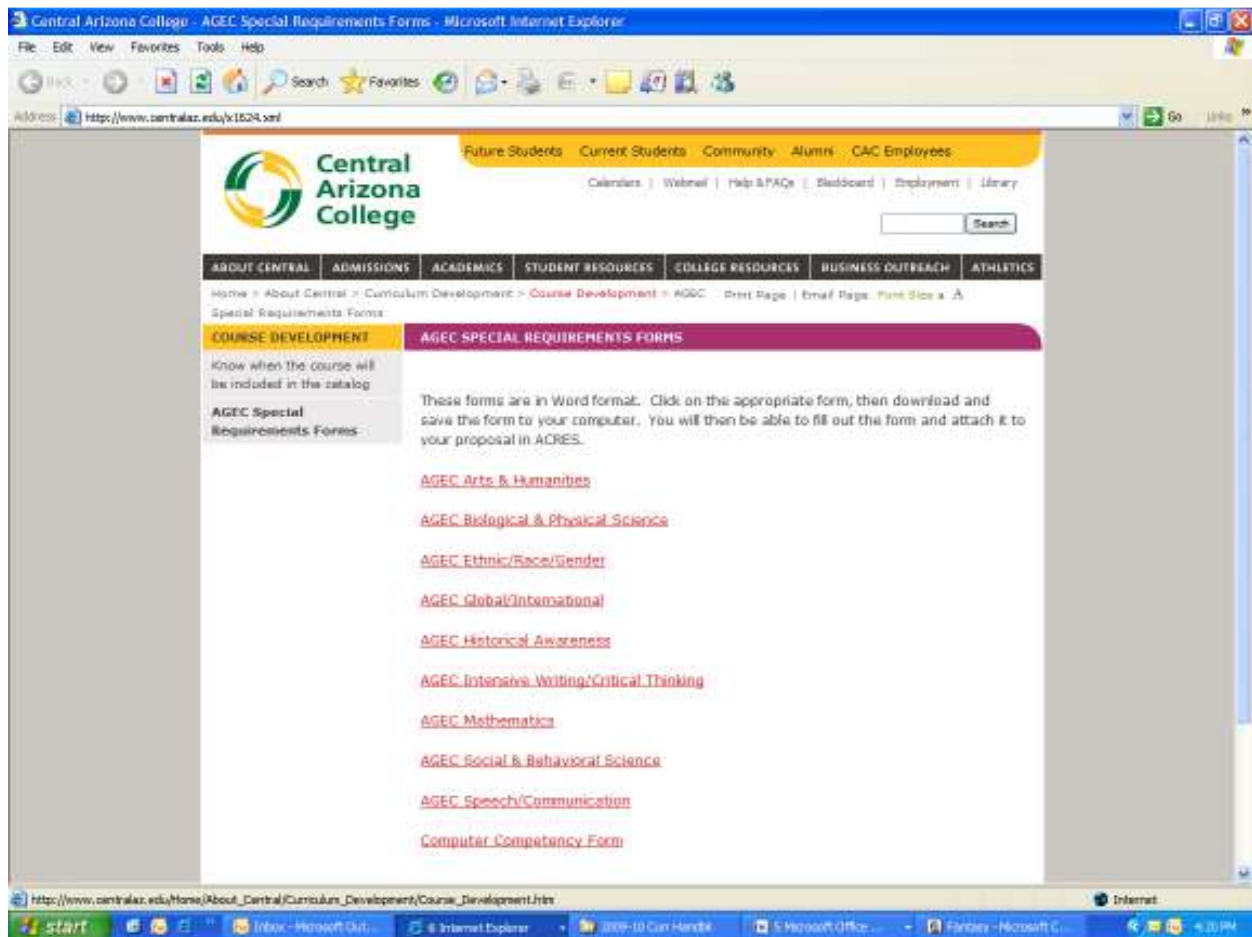 Central Arizona College - AGEC Special Requirements Forms - Microsoft Internet Explorer
File Edit View Favorites Tools Help
Back Search Favorites
Address http://www.centralaz.edu/x1624.xml Go Links
Future Students Current Students Community Alumni CAC Employees
Central
Arizona
College
Calendars | Webmail | Help & FAQs | Blackboard | Employment | Library
Search
ABOUT CENTRAL ADMISSIONS ACADEMICS STUDENT RESOURCES COLLEGE RESOURCES BUSINESS OUTREACH ATHLETICS
Home > About Central > Curriculum Development > Course Development > AGEC
Special Requirements Forms
Print Page | Email Page Font Size a A
COURSE DEVELOPMENT
Know when the course will
be included in the catalog
AGEC Special
Requirements Forms
AGEC SPECIAL REQUIREMENTS FORMS
These forms are in Word format. Click on the appropriate form, then download and
save the form to your computer. You will then be able to fill out the form and attach it to
your proposal in ACRES.
AGEC Arts & Humanities
AGEC Biological & Physical Science
AGEC Ethnic/Race/Gender
AGEC Global/International
AGEC Historical Awareness
AGEC Intensive Writing/Critical Thinking
AGEC Mathematics
AGEC Social & Behavioral Science
AGEC Speech/Communication
Computer Competency Form
http://www.centralaz.edu/Home/About_Central/Curriculum_Development/Course_Development.htm Internet
start Inbox - Microsoft Out... 6 Internet Explorer 2009-10 Curr Handbk 5 Microsoft Office ... Fantasy - Microsoft C... 4:20 PM